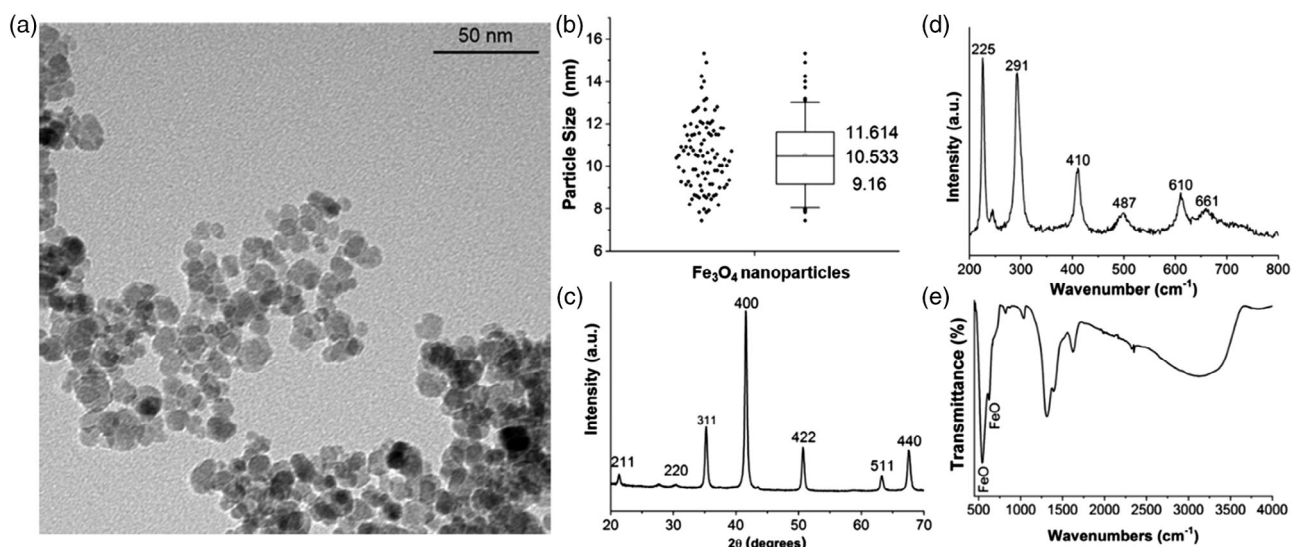 (a)
50 nm
(b)
Particle Size (nm)
16
14
12
10
8
6
11.614
10.533
9.16
Fe₃O₄ nanoparticles
(c)
Intensity (a.u.)
211
220
311
400
422
511
440
20 30 40 50 60 70
2θ (degrees)
(d)
Intensity (a.u.)
225
291
410
487
610
661
200 300 400 500 600 700 800
Wavenumber (cm⁻¹)
(e)
Transmittance (%)
FeO
FeO
500 1000 1500 2000 2500 3000 3500 4000
Wavenumbers (cm⁻¹)